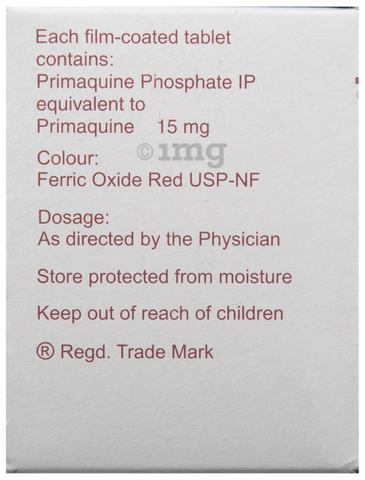 Each film-coated tablet
contains:
Primaquine Phosphate IP
equivalent to
Primaquine 15 mg
©1mg
Colour:
Ferric Oxide Red USP-NF
Dosage:
As directed by the Physician
Store protected from moisture
Keep out of reach of children
® Regd. Trade Mark